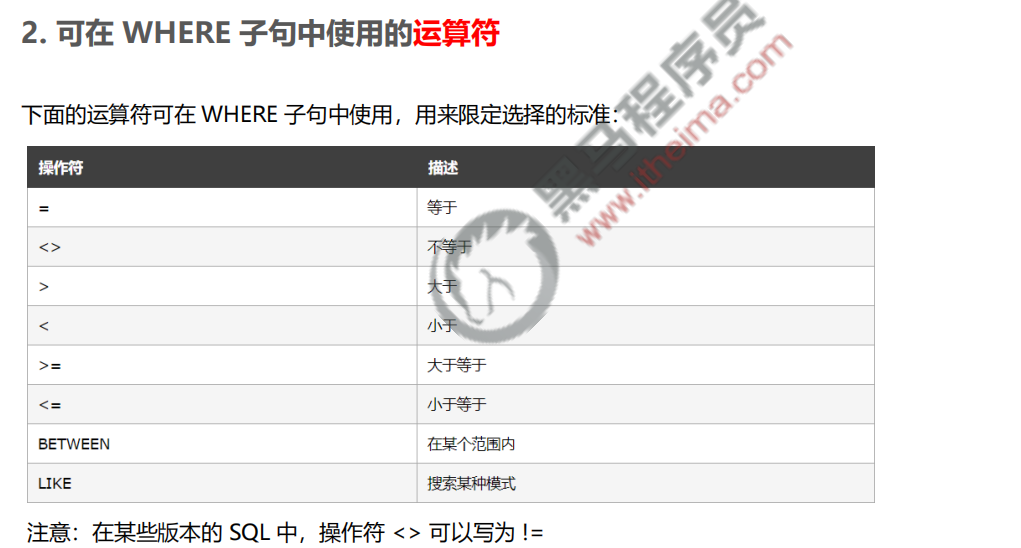 2. 可在 WHERE 子句中使用的运算符
下面的运算符可在 WHERE 子句中使用，用来限定选择的标准：
操作符 描述
= 等于
<> 不等于
> 大于
< 小于
>= 大于等于
<= 小于等于
BETWEEN 在某个范围内
LIKE 搜索某种模式
注意：在某些版本的 SQL 中，操作符 <> 可以写为 !=
黑马程序员
www.itheima.com